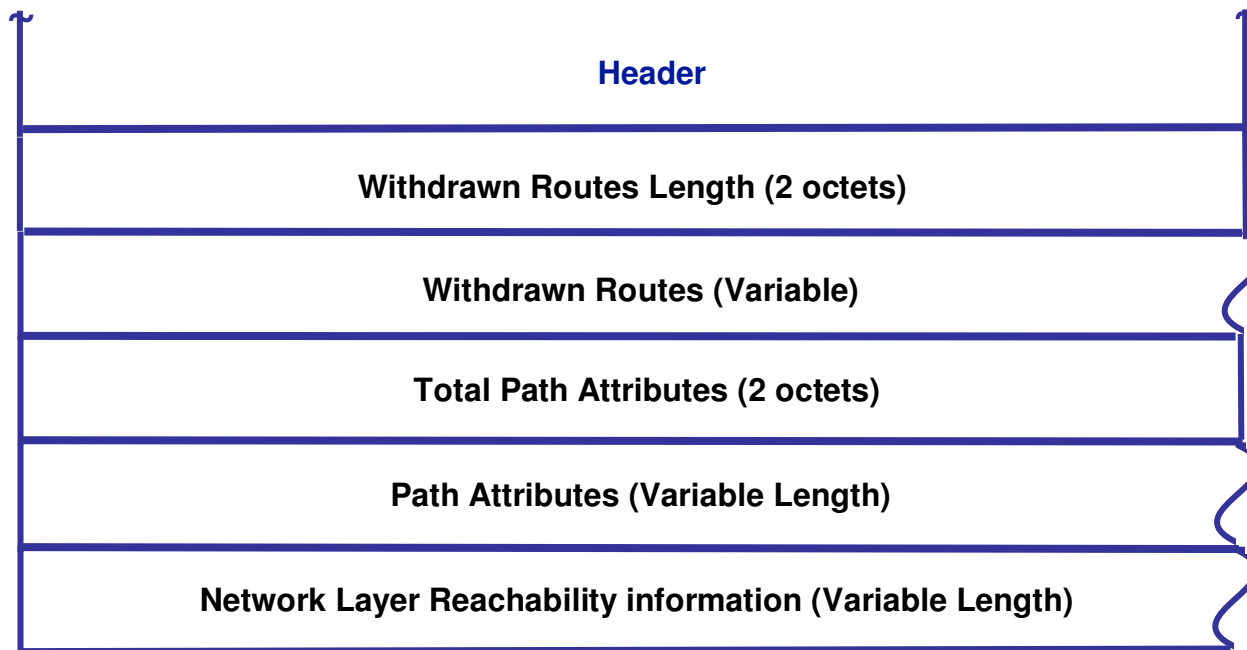 Header
Withdrawn Routes Length (2 octets)
Withdrawn Routes (Variable)
Total Path Attributes (2 octets)
Path Attributes (Variable Length)
Network Layer Reachability information (Variable Length)